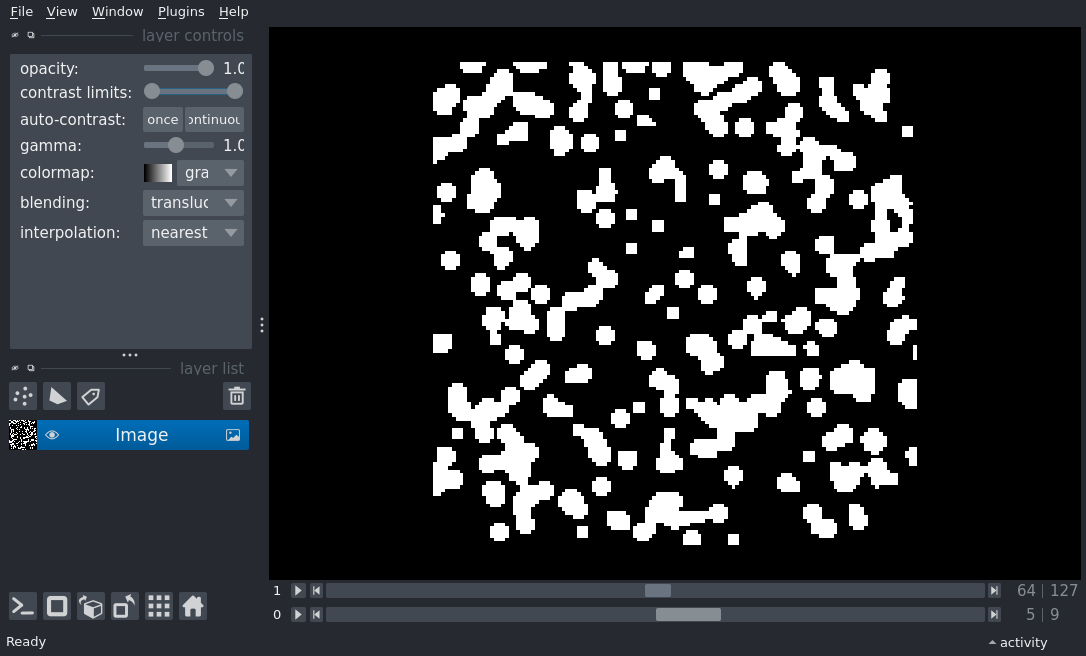 File View Window Plugins Help
layer controls
opacity: 1.0
contrast limits:
auto-contrast: once ontinuou
gamma: 1.0
colormap: gra
blending: transluc
interpolation: nearest
layer list
Image
1 64 | 127
0 5 | 9
Ready activity